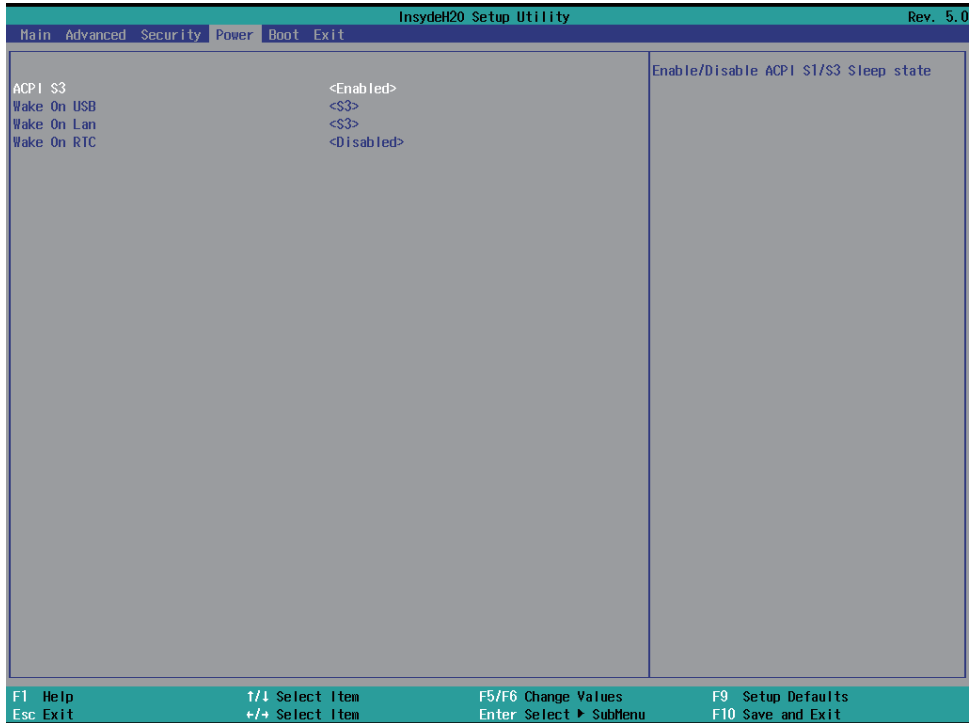 InsydeH20 Setup Utility Rev. 5.0
Main Advanced Security Power Boot Exit
ACPI S3 <Enabled>
Wake On USB <S3>
Wake On Lan <S3>
Wake On RTC <Disabled>
Enable/Disable ACPI S1/S3 Sleep state
F1 Help ↑/↓ Select Item F5/F6 Change Values F9 Setup Defaults
Esc Exit ←/→ Select Item Enter Select ▶ SubMenu F10 Save and Exit